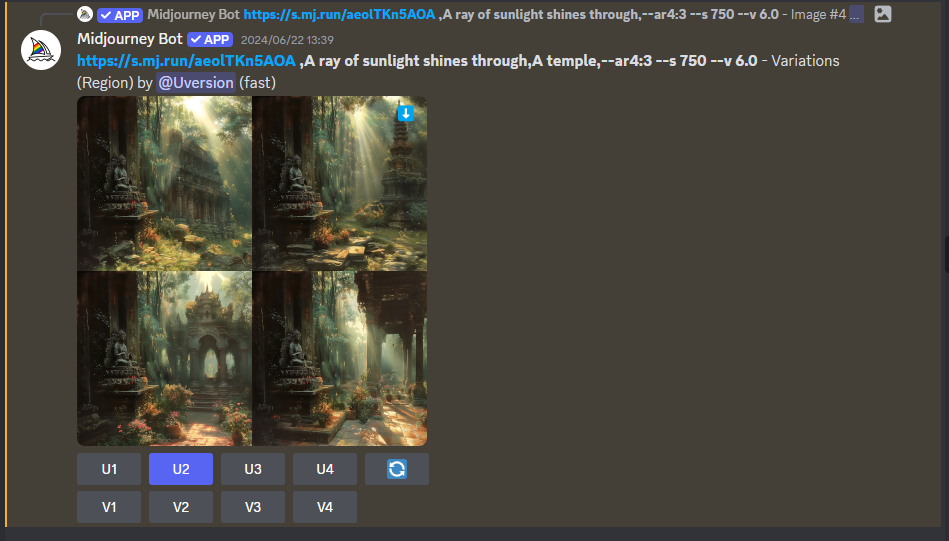 ✓ APP Midjourney Bot https://s.mj.run/aeolTKn5AOA ,A ray of sunlight shines through,--ar4:3 --s 750 --v 6.0 - Image #4 ...
Midjourney Bot ✓ APP 2024/06/22 13:39
https://s.mj.run/aeolTKn5AOA ,A ray of sunlight shines through,A temple,--ar4:3 --s 750 --v 6.0 - Variations
(Region) by @Uversion (fast)
U1 U2 U3 U4
V1 V2 V3 V4